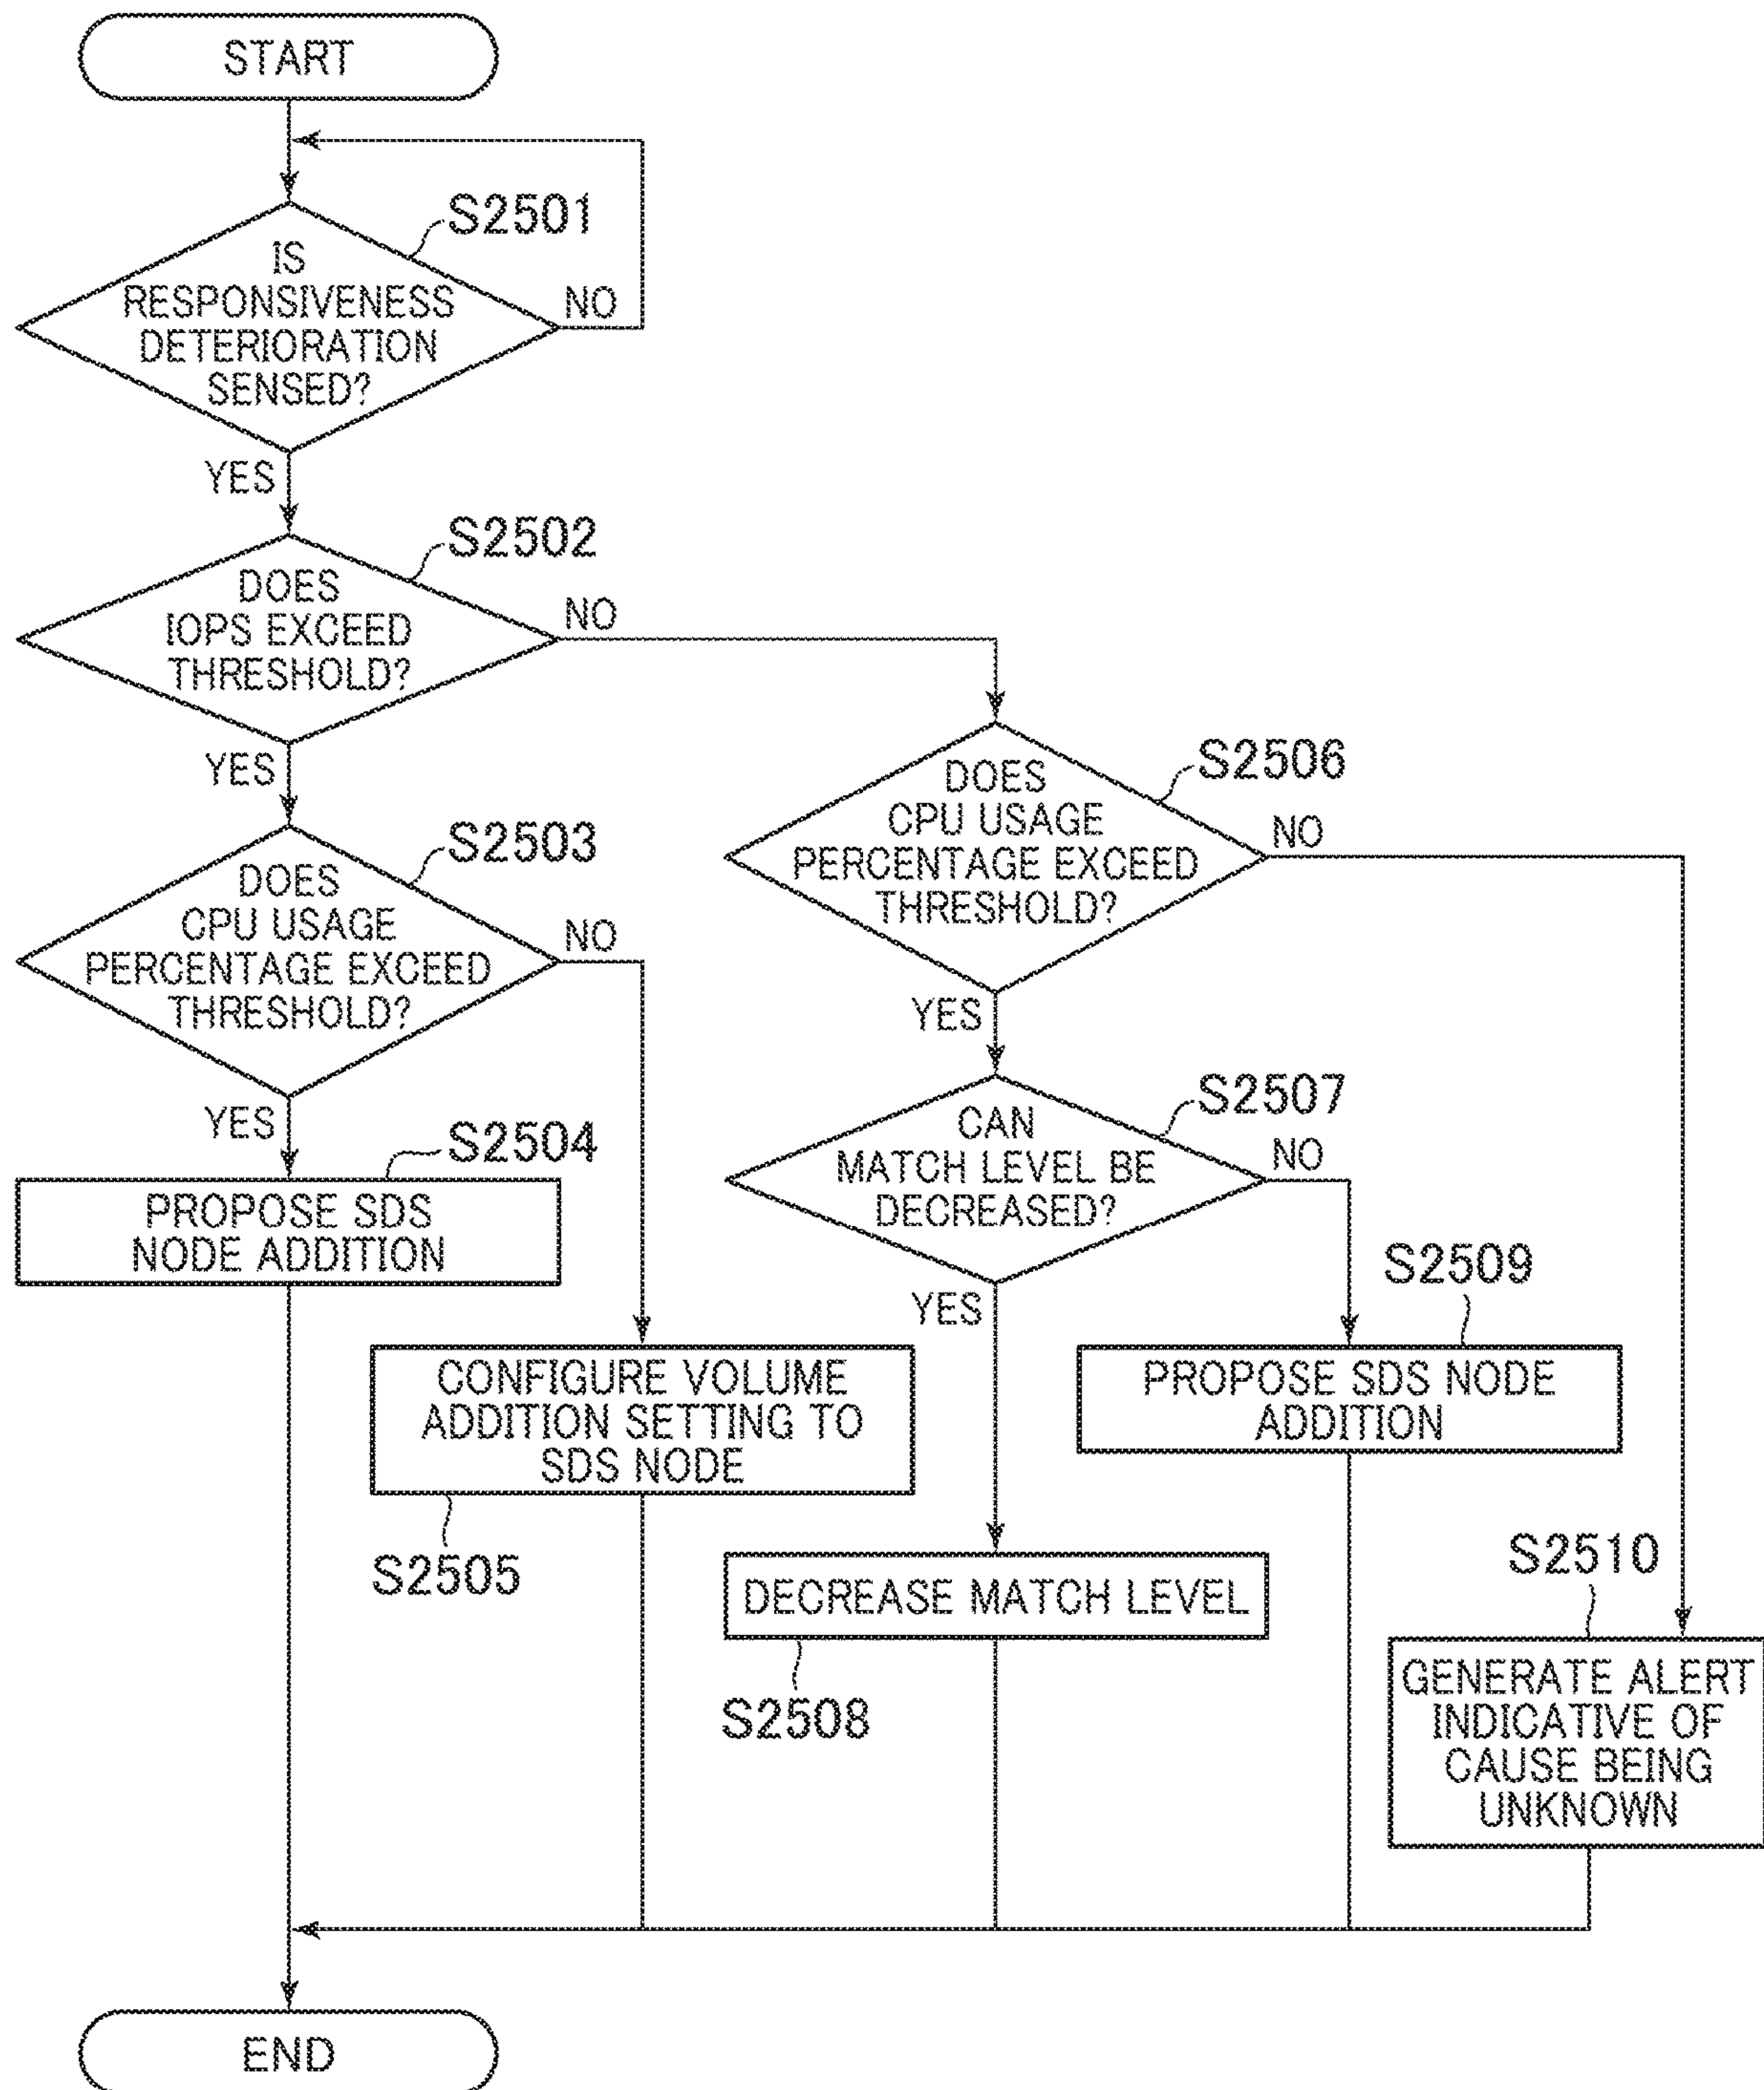 START
S2501
IS
RESPONSIVENESS
DETERIORATION
SENSED?
NO
YES
S2502
DOES
IOPS EXCEED
THRESHOLD?
NO
YES
S2503
DOES
CPU USAGE
PERCENTAGE EXCEED
THRESHOLD?
NO
YES
S2504
PROPOSE SDS
NODE ADDITION
CONFIGURE VOLUME
ADDITION SETTING TO
SDS NODE
S2505
S2506
DOES
CPU USAGE
PERCENTAGE EXCEED
THRESHOLD?
NO
YES
S2507
CAN
MATCH LEVEL BE
DECREASED?
NO
YES
DECREASE MATCH LEVEL
S2508
S2509
PROPOSE SDS NODE
ADDITION
S2510
GENERATE ALERT
INDICATIVE OF
CAUSE BEING
UNKNOWN
END